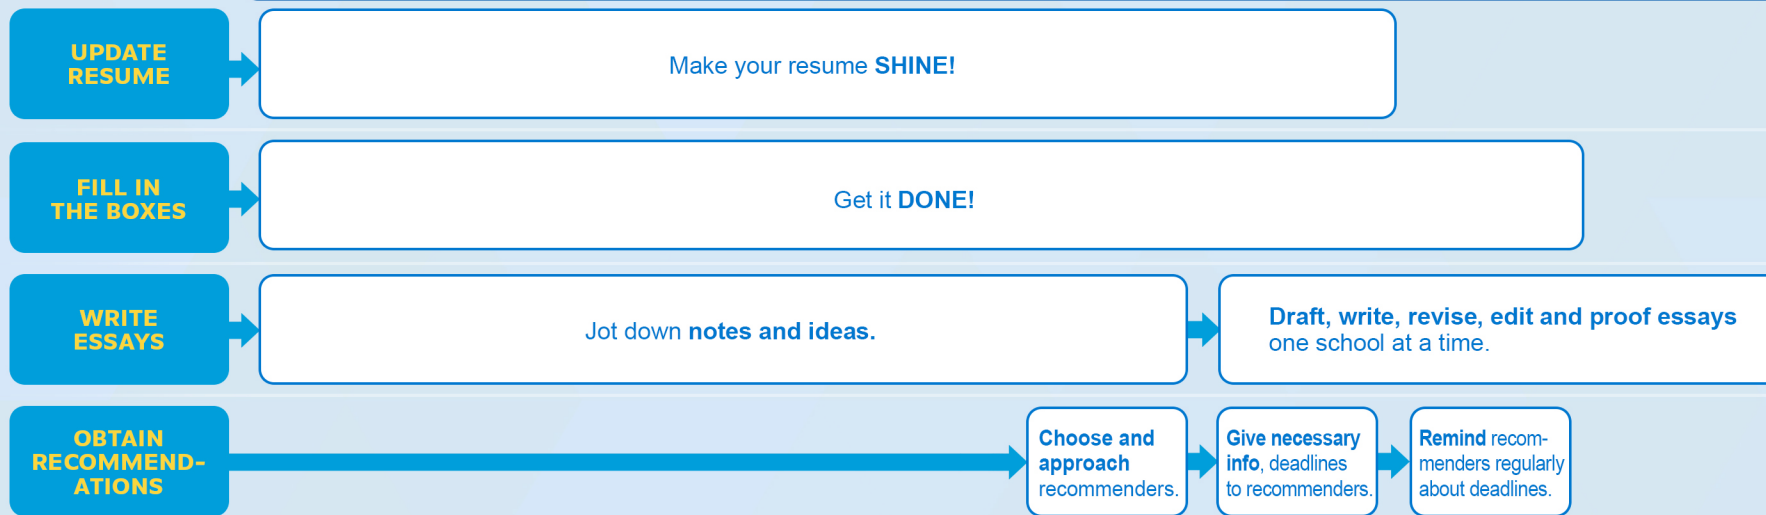 UPDATE
RESUME
Make your resume SHINE!
FILL IN
THE BOXES
Get it DONE!
WRITE
ESSAYS
Jot down notes and ideas.
Draft, write, revise, edit and proof essays
one school at a time.
OBTAIN
RECOMMEND-
ATIONS
Choose and
approach
recommenders.
Give necessary
info, deadlines
to recommenders.
Remind recom-
menders regularly
about deadlines.